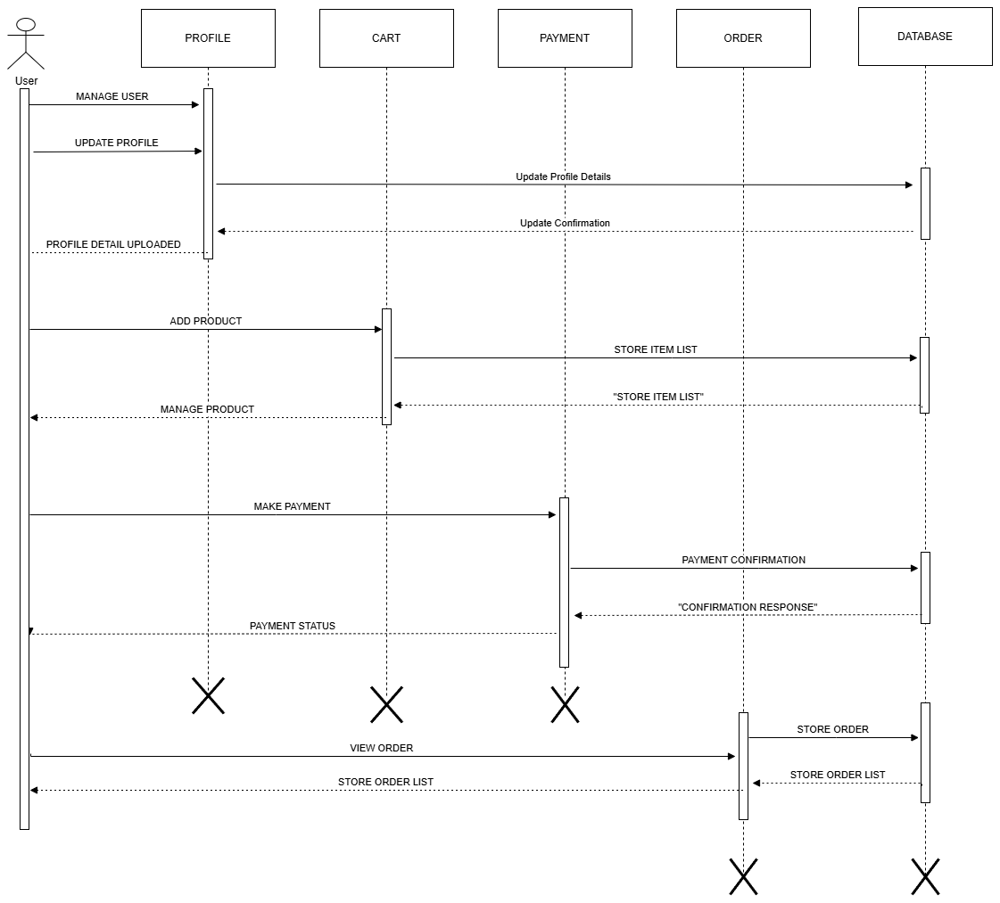 PROFILE
CART
PAYMENT
ORDER
DATABASE
User
MANAGE USER
UPDATE PROFILE
Update Profile Details
Update Confirmation
PROFILE DETAIL UPLOADED
ADD PRODUCT
STORE ITEM LIST
"STORE ITEM LIST"
MANAGE PRODUCT
MAKE PAYMENT
PAYMENT CONFIRMATION
"CONFIRMATION RESPONSE"
PAYMENT STATUS
STORE ORDER
VIEW ORDER
STORE ORDER LIST
STORE ORDER LIST